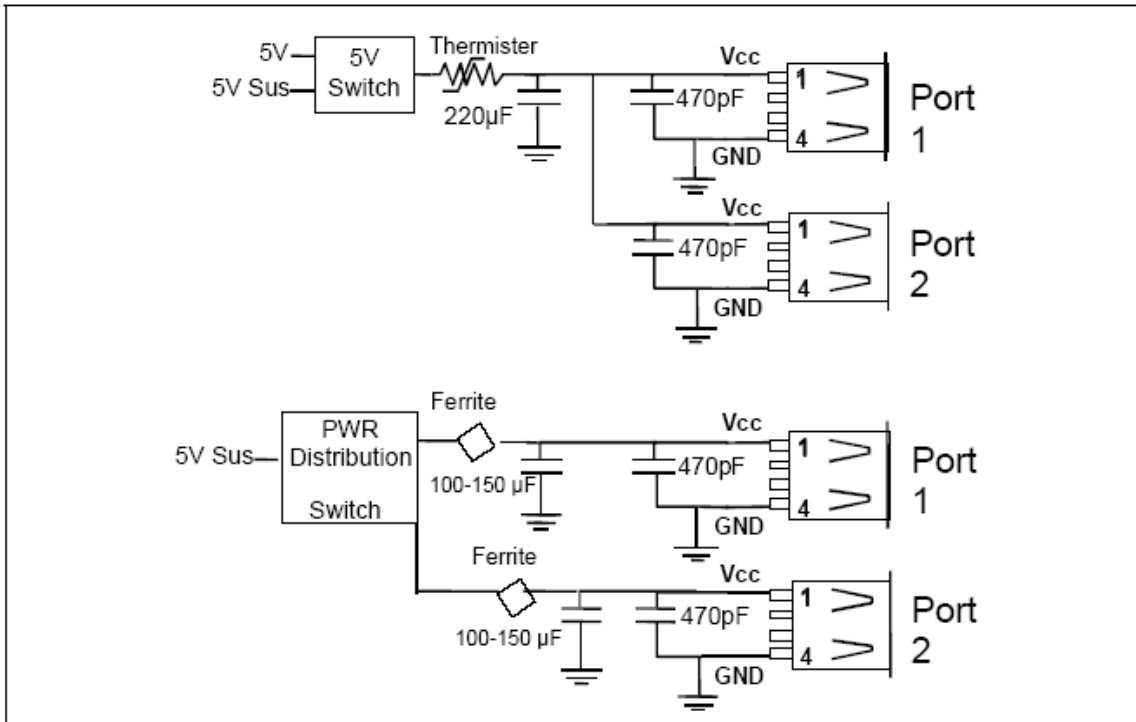 Thermister
5V
5V Sus
5V
Switch
220µF
Vcc
470pF
1
4
GND
Port
1
Vcc
470pF
1
4
GND
Port
2
5V Sus
PWR
Distribution
Switch
Ferrite
100-150 µF
Vcc
470pF
1
4
GND
Port
1
Ferrite
100-150 µF
Vcc
470pF
1
4
GND
Port
2